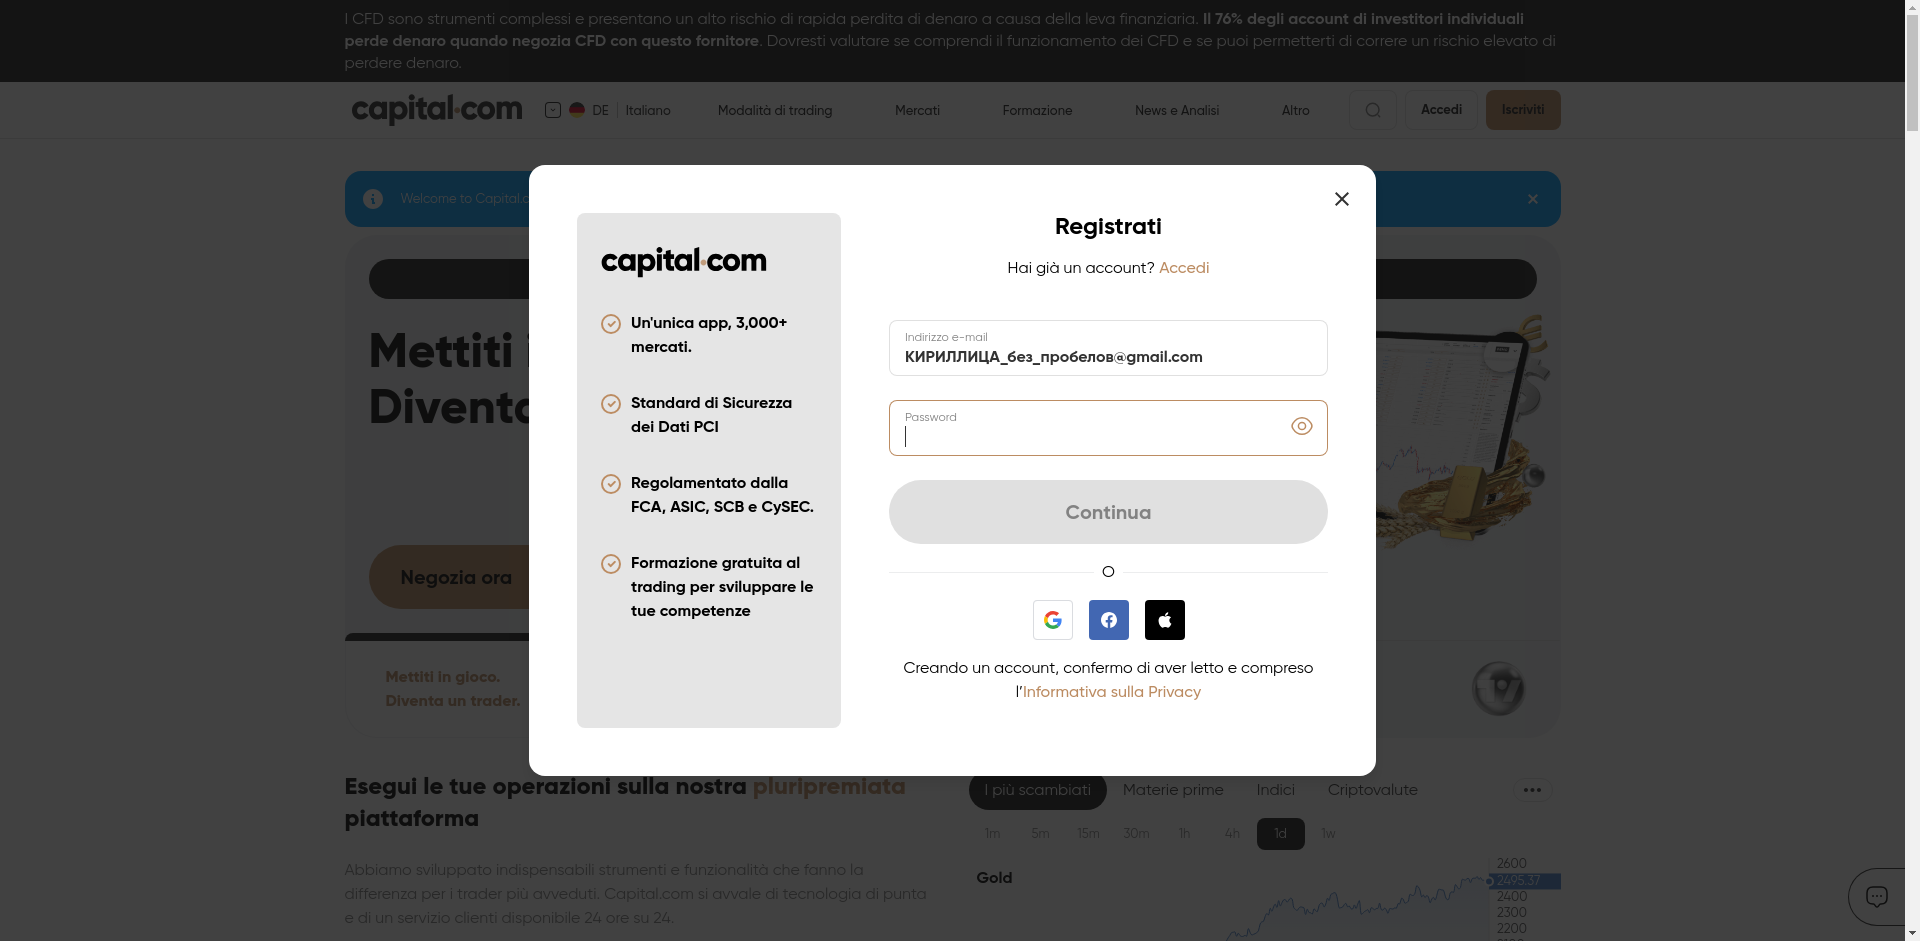 I CFD sono strumenti complessi e presentano un alto rischio di rapida perdita di denaro a causa della leva finanziaria. Il 76% degli account di investitori individuali
perde denaro quando negozia CFD con questo fornitore. Dovresti valutare se comprendi il funzionamento dei CFD e se puoi permetterti di correre un rischio elevato di
perdere denaro.
capital.com DE Italiano Modalità di trading Mercati Formazione News e Analisi Altro Accedi Iscriviti
Welcome to Capital.c
Mettiti
Divent
Negozia ora
Mettiti in gioco.
Diventa un trader.
capital.com
Un'unica app, 3,000+
mercati.
Standard di Sicurezza
dei Dati PCI
Regolamentato dalla
FCA, ASIC, SCB e CySEC.
Formazione gratuita al
trading per sviluppare le
tue competenze
Registrati
Hai già un account? Accedi
Indirizzo e-mail
КИРИЛЛИЦА_без_пробелов@gmail.com
Password
Continua
O
Creando un account, confermo di aver letto e compreso
l'Informativa sulla Privacy
Esegui le tue operazioni sulla nostra pluripremiata
piattaforma
Abbiamo sviluppato indispensabili strumenti e funzionalità che fanno la
differenza per i trader più avveduti. Capital.com si avvale di tecnologia di punta
e di un servizio clienti disponibile 24 ore su 24.
I più scambiati Materie prime Indici Criptovalute
1m 5m 15m 30m 1h 4h 1d 1w
Gold
2600
2495.37
2400
2300
2200